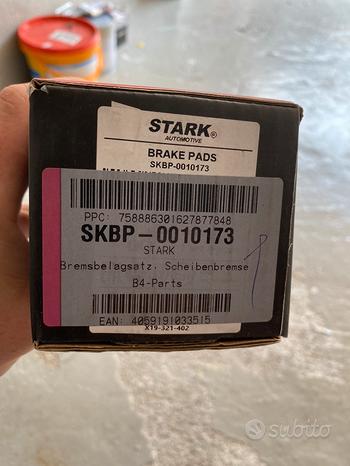 STARK®
AUTOMOTIVE
BRAKE PADS
SKBP-0010173
PPC: 758886301627877848
SKBP-0010173
STARK
Bremsbelagsatz, Scheibenbremse
B4-Parts
EAN: 4059191033515
X19-321-402
subito